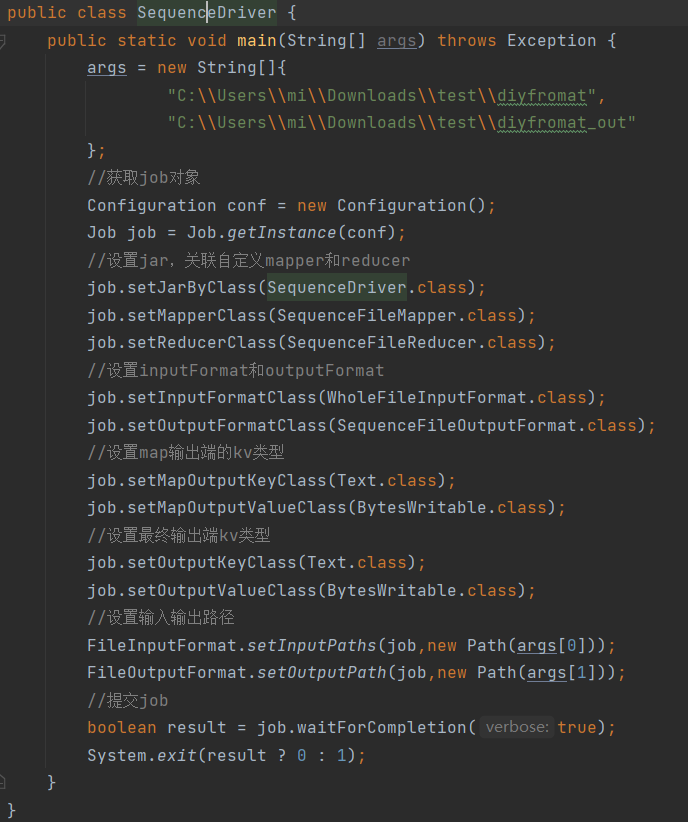 public class SequenceDriver {
    public static void main(String[] args) throws Exception {
        args = new String[]{
                "C:\\Users\\mi\\Downloads\\test\\diyfromat",
                "C:\\Users\\mi\\Downloads\\test\\diyfromat_out"
        };
        //获取job对象
        Configuration conf = new Configuration();
        Job job = Job.getInstance(conf);
        //设置jar，关联自定义mapper和reducer
        job.setJarByClass(SequenceDriver.class);
        job.setMapperClass(SequenceFileMapper.class);
        job.setReducerClass(SequenceFileReducer.class);
        //设置inputFormat和outputFormat
        job.setInputFormatClass(WholeFileInputFormat.class);
        job.setOutputFormatClass(SequenceFileOutputFormat.class);
        //设置map输出端的kv类型
        job.setMapOutputKeyClass(Text.class);
        job.setMapOutputValueClass(BytesWritable.class);
        //设置最终输出端kv类型
        job.setOutputKeyClass(Text.class);
        job.setOutputValueClass(BytesWritable.class);
        //设置输入输出路径
        FileInputFormat.setInputPaths(job,new Path(args[0]));
        FileOutputFormat.setOutputPath(job,new Path(args[1]));
        //提交job
        boolean result = job.waitForCompletion( verbose: true);
        System.exit(result ? 0 : 1);
    }
}